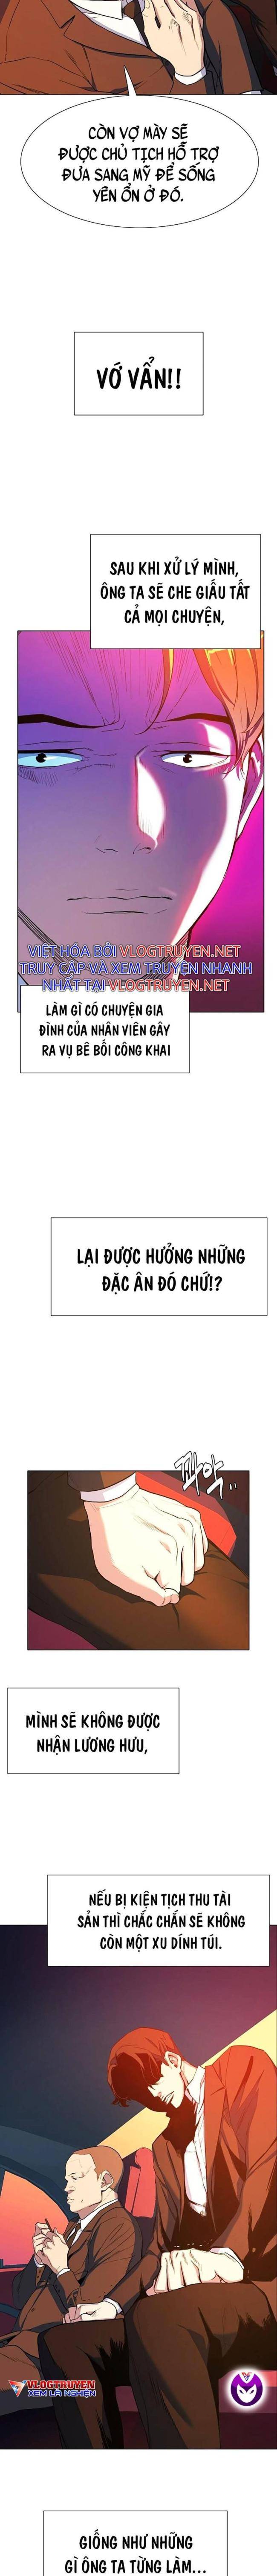 CÒN VỢ MÀY SẼ
ĐƯỢC CHỦ TỊCH HỖ TRỢ
ĐƯA SANG MỸ ĐỂ SỐNG
YÊN ỔN Ở ĐÓ.
VỚ VẨN!!
SAU KHI XỬ LÝ MÌNH,
ÔNG TA SẼ CHE GIẤU TẤT
CẢ MỌI CHUYỆN,
VIỆT HÓA BỞI VLOGTRUYEN.NET
TRUY CẬP VÀ XEM TRUYỆN NHANH
NHẤT TẠI VLOGTRUYEN.NET
LÀM GÌ CÓ CHUYỆN GIA
ĐÌNH CỦA NHÂN VIÊN GÂY
RA VỤ BÊ BỐI CÔNG KHAI
LẠI ĐƯỢC HƯỞNG NHỮNG
ĐẶC ÂN ĐÓ CHỨ!?
콰악..
MÌNH SẼ KHÔNG ĐƯỢC
NHẬN LƯƠNG HƯU,
NẾU BỊ KIỆN TỊCH THU TÀI
SẢN THÌ CHẮC CHẮN SẼ KHÔNG
CÒN MỘT XU DÍNH TÚI.
VLOGTRUYEN
XEM LÀ NGHIỆN
GIỐNG NHƯ NHỮNG
GÌ ÔNG TA TỪNG LÀM...